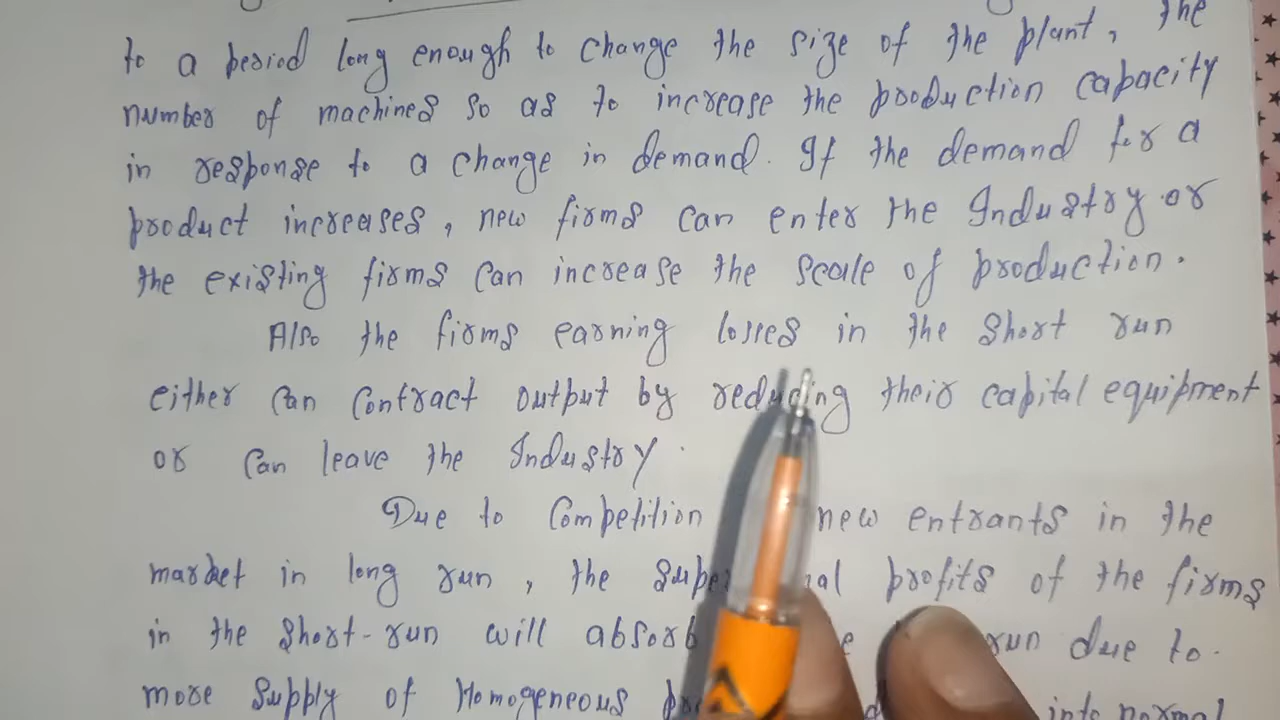 to a period long enough to change the size of the plant, the
number of machines so as to increase the production capacity
in response to a change in demand. If the demand for a
product increases, new firms can enter the Industry or
the existing firms can increase the scale of production.
Also the firms earning losses in the short run
either can contract output by reducing their capital equipment
or can leave the Industry.
Due to Competition new entrants in the
market in long run, the profits of the firms
in the short-run will absorb run due to
more supply of Homogeneous into normal